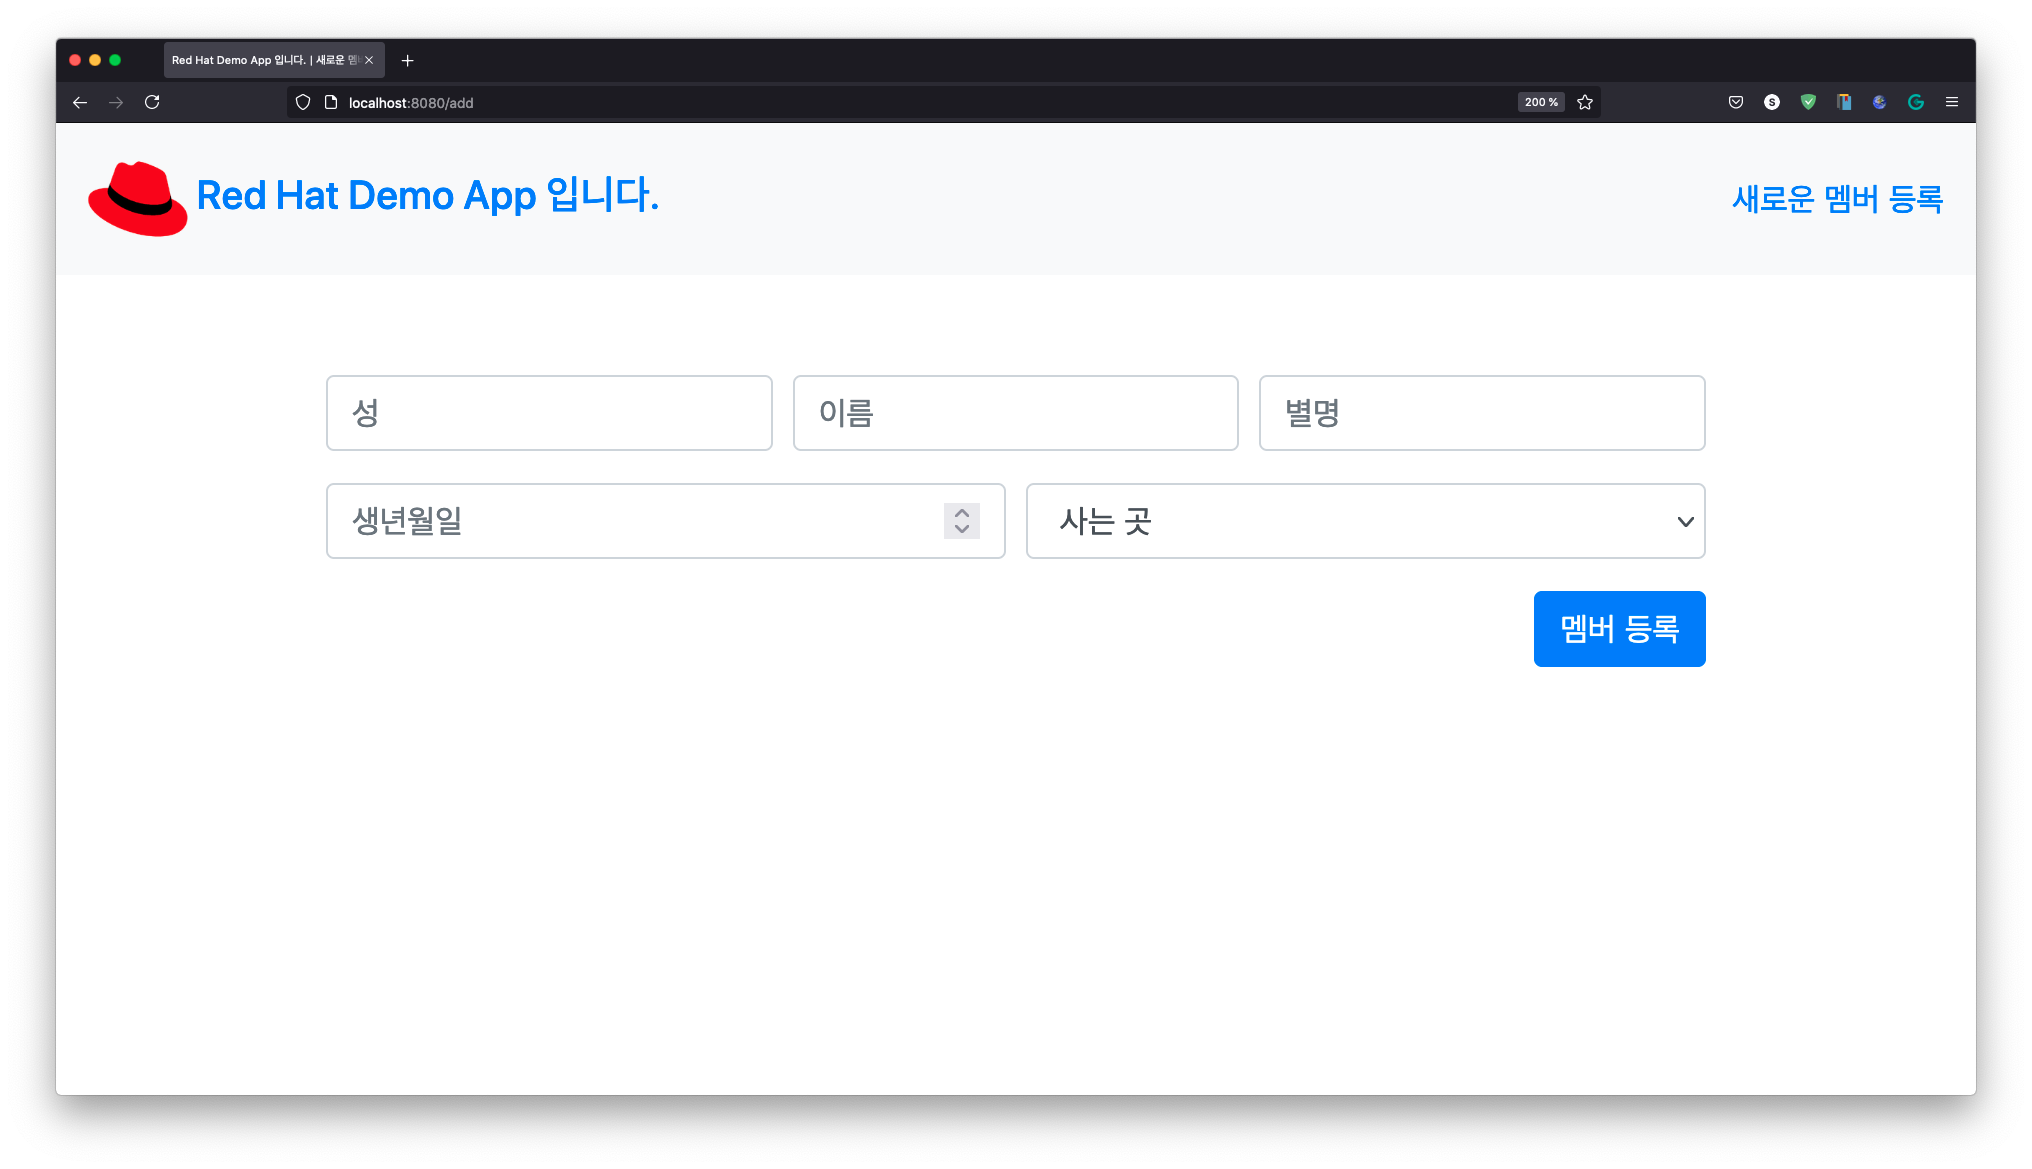 Red Hat Demo App 입니다. | 새로운
localhost:8080/add
200 %
S
Red Hat Demo App 입니다.
새로운 멤버 등록
성
이름
별명
생년월일
사는 곳
멤버 등록